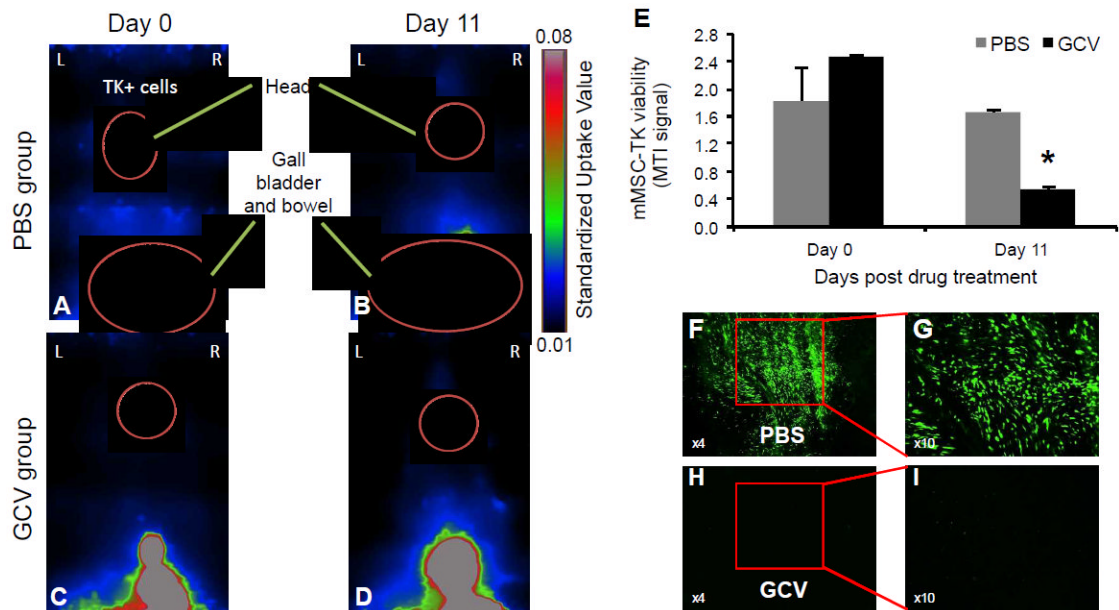 Day 0
Day 11
L
R
L
R
TK+ cells
Head
Gall
bladder
and bowel
PBS group
A
B
0.08
Standardized Uptake Value
0.01
L
R
L
R
GCV group
C
D
E
PBS
GCV
2.8
2.4
2.0
1.6
1.2
0.8
0.4
0.0
mMSC-TK viability
(MTI signal)
*
Day 0
Day 11
Days post drug treatment
F
x4
PBS
G
x10
H
x4
GCV
I
x10